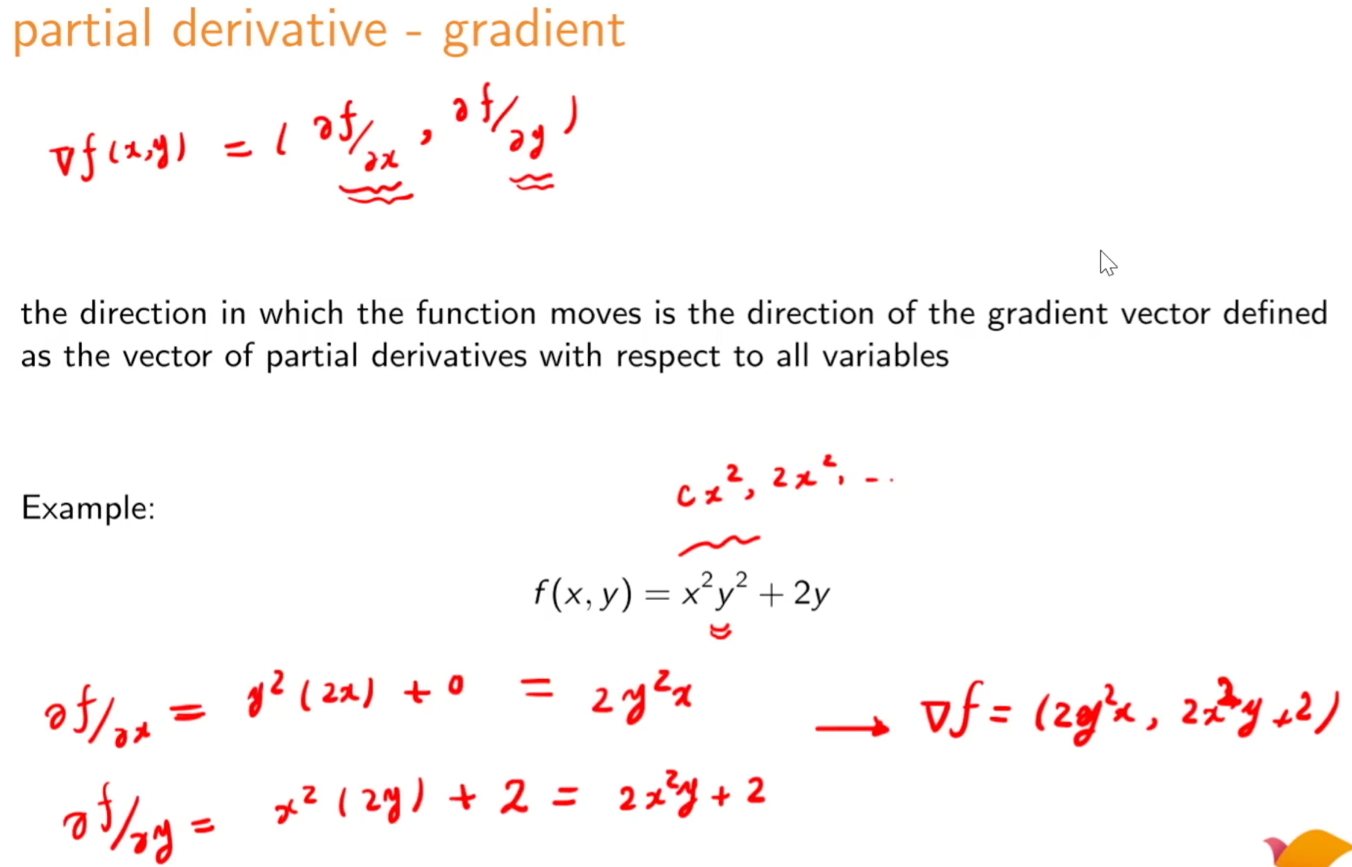 partial derivative - gradient
∇f(x,y) = (∂f/∂x, ∂f/∂y)
the direction in which the function moves is the direction of the gradient vector defined
as the vector of partial derivatives with respect to all variables
cx², 2x², -..
Example:
f(x, y) = x²y² + 2y
∂f/∂x = y²(2x) + 0 = 2y²x
→ ∇f = (2y²x, 2x²y+2)
∂f/∂y = x²(2y) + 2 = 2x²y + 2